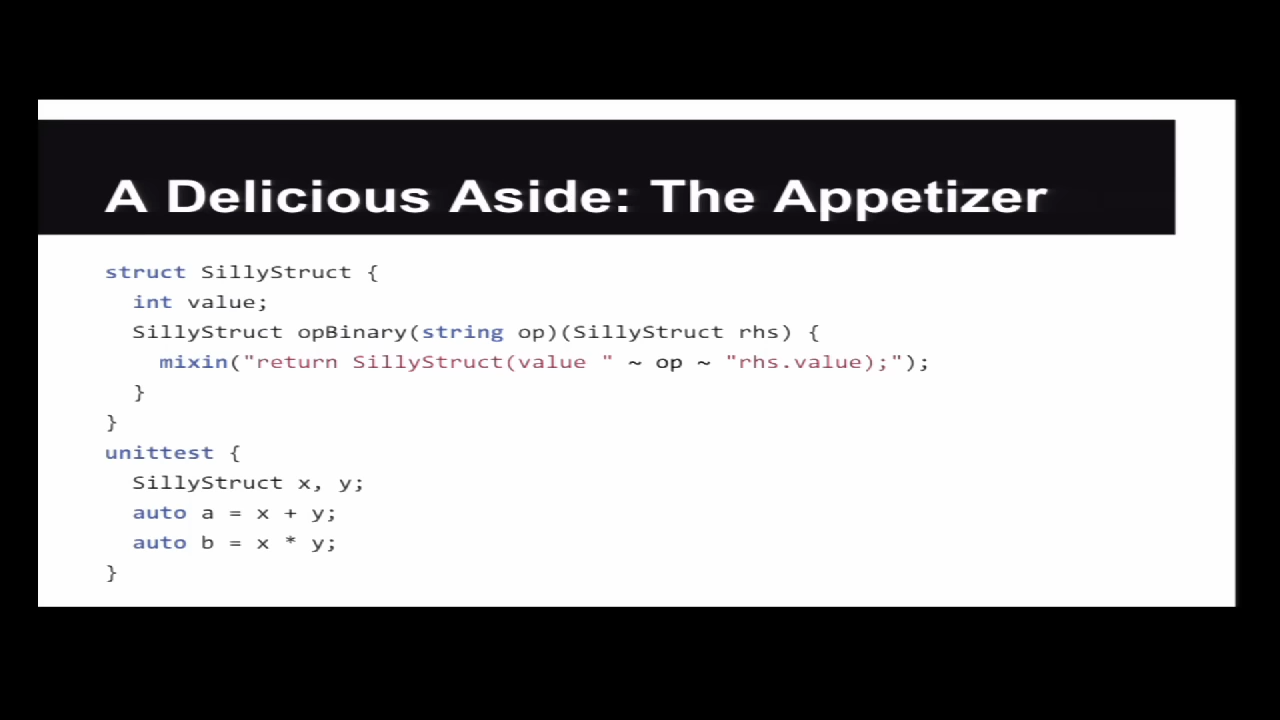 A Delicious Aside: The Appetizer
struct SillyStruct {
  int value;
  SillyStruct opBinary(string op)(SillyStruct rhs) {
    mixin("return SillyStruct(value " ~ op ~ "rhs.value);");
  }
}
unittest {
  SillyStruct x, y;
  auto a = x + y;
  auto b = x * y;
}